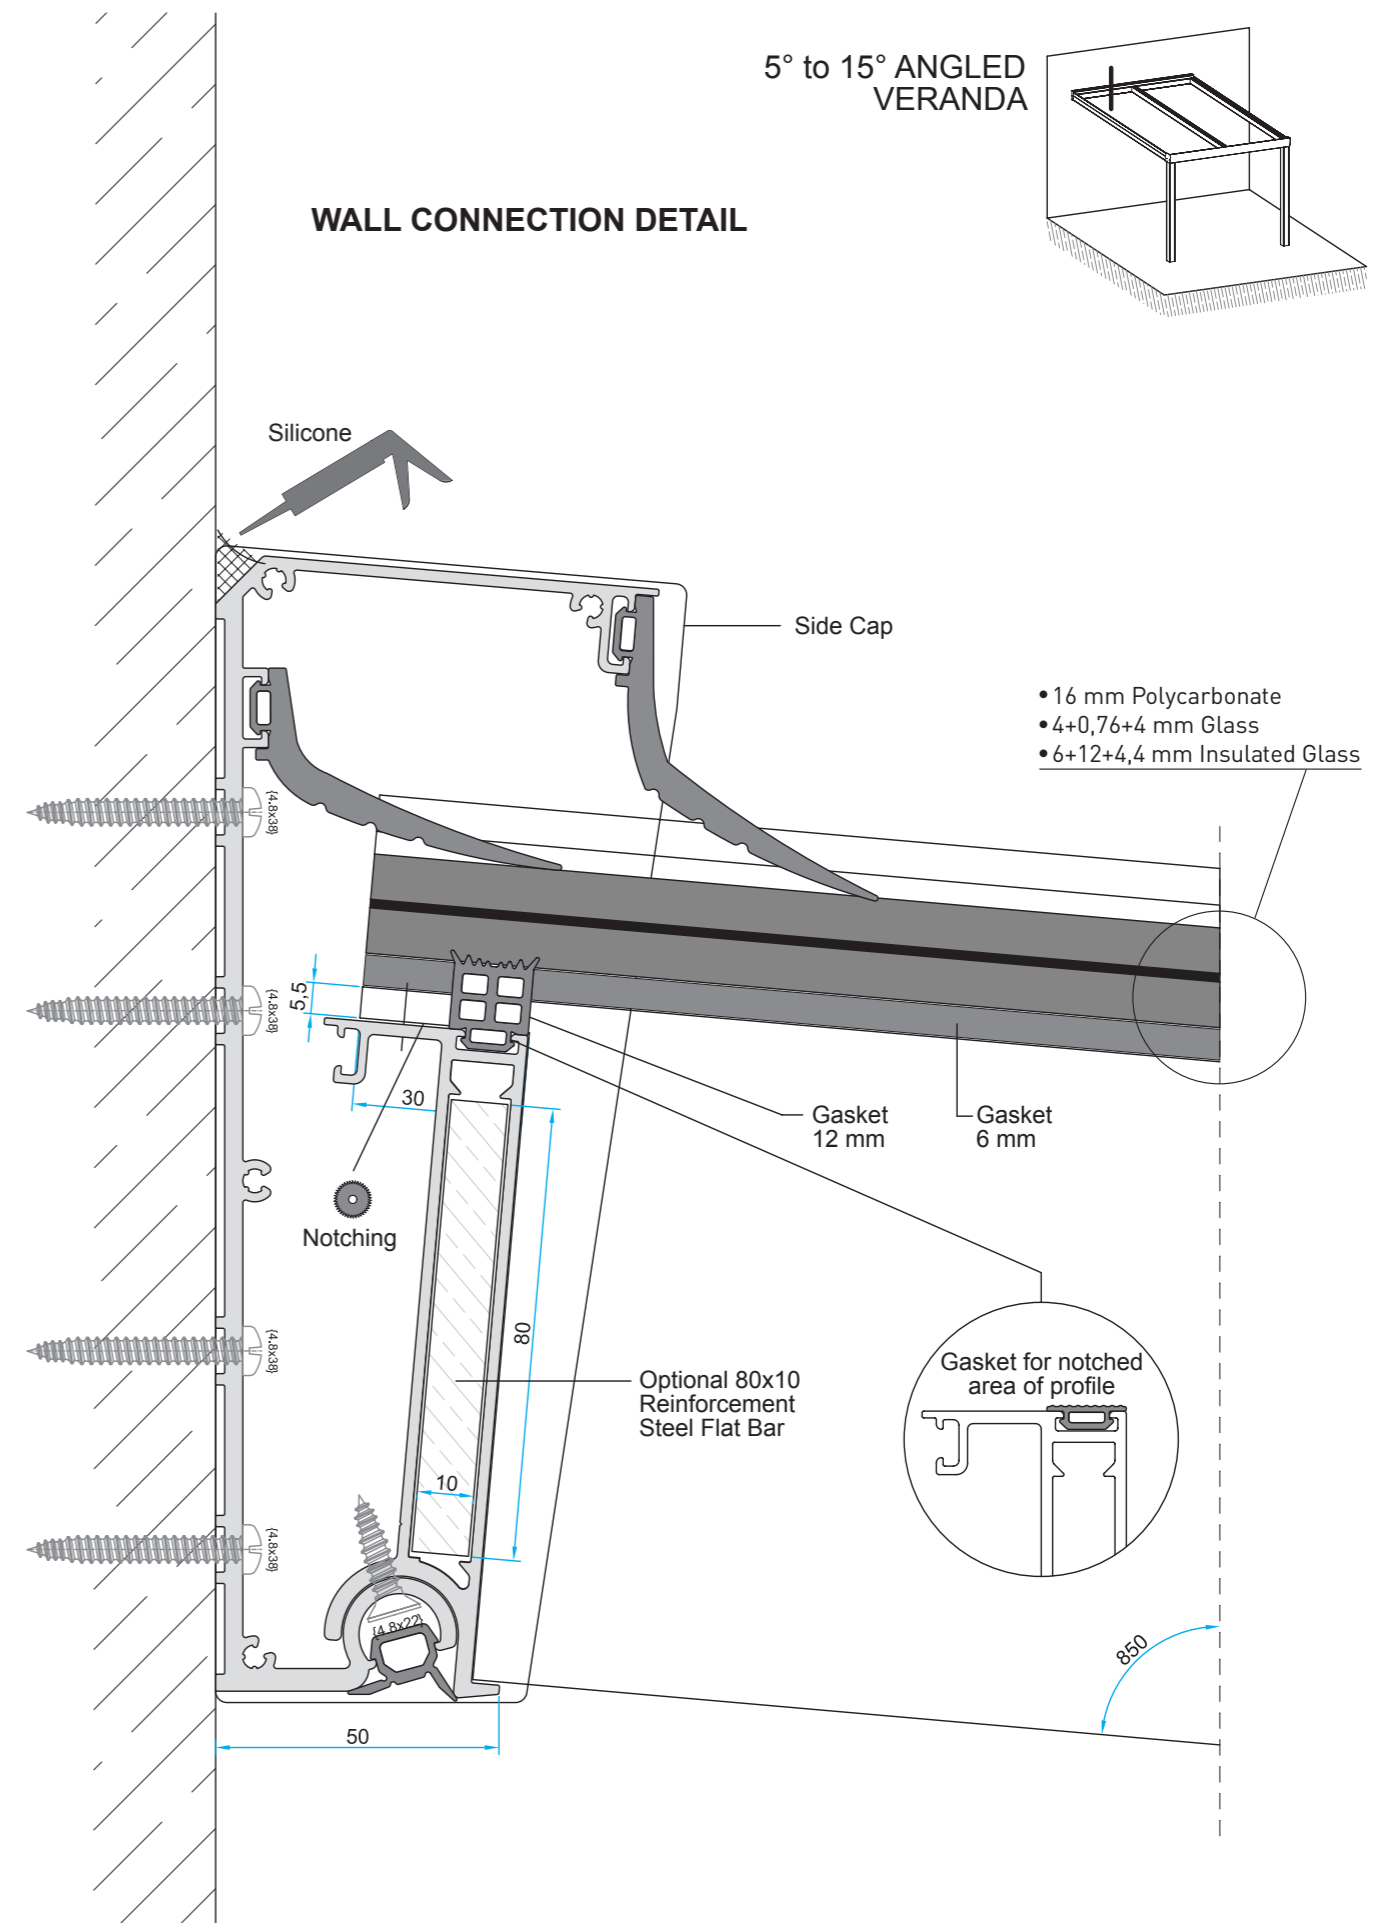 5° to 15° ANGLED
VERANDA
WALL CONNECTION DETAIL
Silicone
Side Cap
• 16 mm Polycarbonate
• 4+0,76+4 mm Glass
• 6+12+4,4 mm Insulated Glass
{4.8x38}
{4.8x38}
5,5
30
Gasket
12 mm
Gasket
6 mm
Notching
80
{4.8x38}
Gasket for notched
area of profile
Optional 80x10
Reinforcement
Steel Flat Bar
10
{4.8x38}
{4.8x22}
850
50